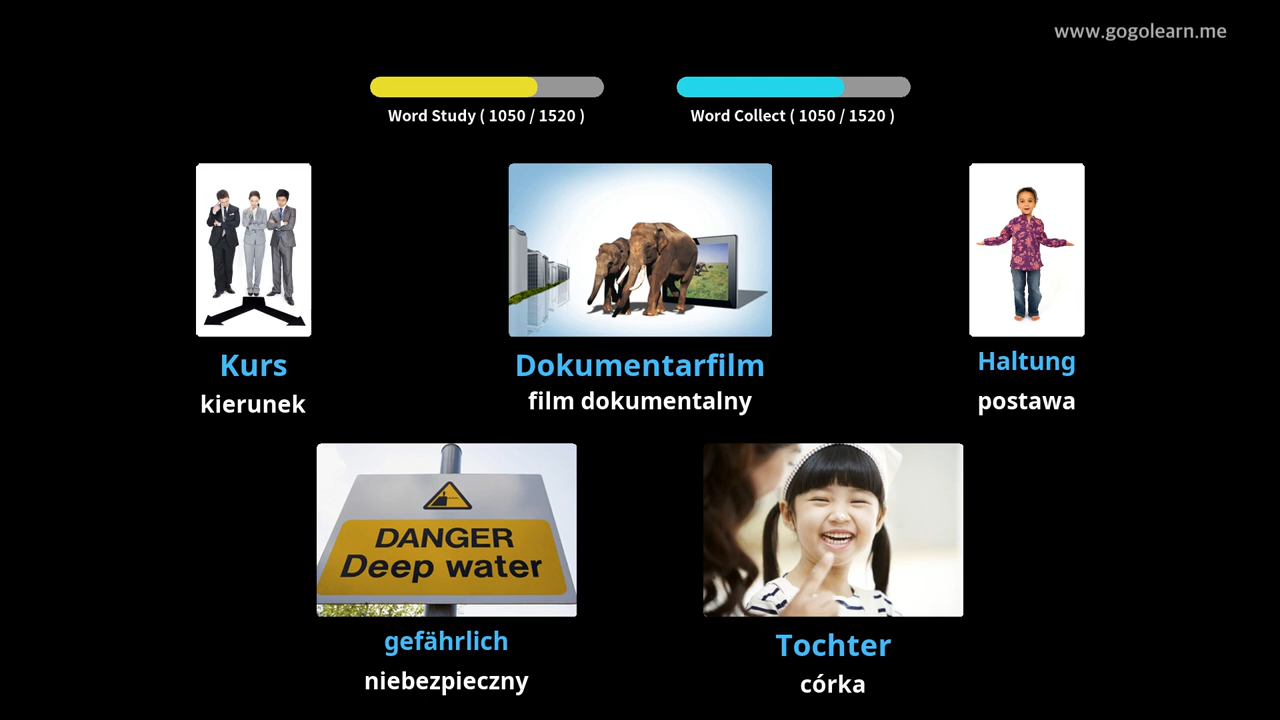 www.gogolearn.me
Word Study ( 1050 / 1520 )
Word Collect ( 1050 / 1520 )
Kurs
kierunek
Dokumentarfilm
film dokumentalny
Haltung
postawa
DANGER
Deep water
gefährlich
niebezpieczny
Tochter
córka